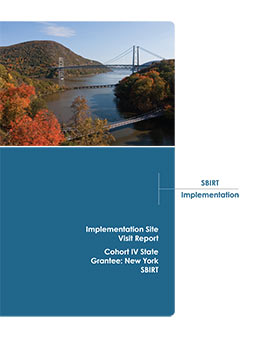 SBIRT
Implementation
Implementation Site
Visit Report
Cohort IV State
Grantee: New York
SBIRT